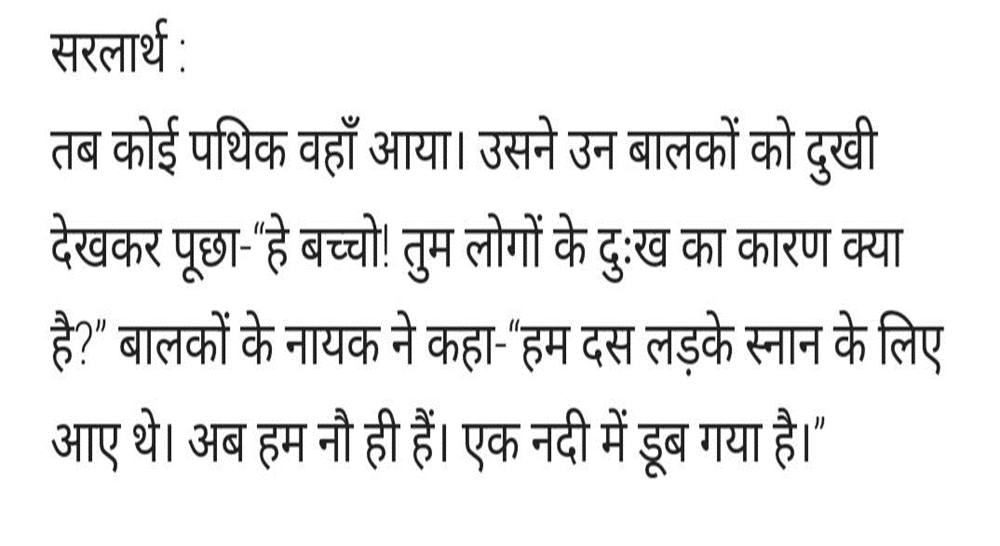 सरलार्थ :
तब कोई पथिक वहाँ आया। उसने उन बालकों को दुखी
देखकर पूछा-“हे बच्चो! तुम लोगों के दुःख का कारण क्या
है?” बालकों के नायक ने कहा-“हम दस लड़के स्नान के लिए
आए थे। अब हम नौ ही हैं। एक नदी में डूब गया है।”